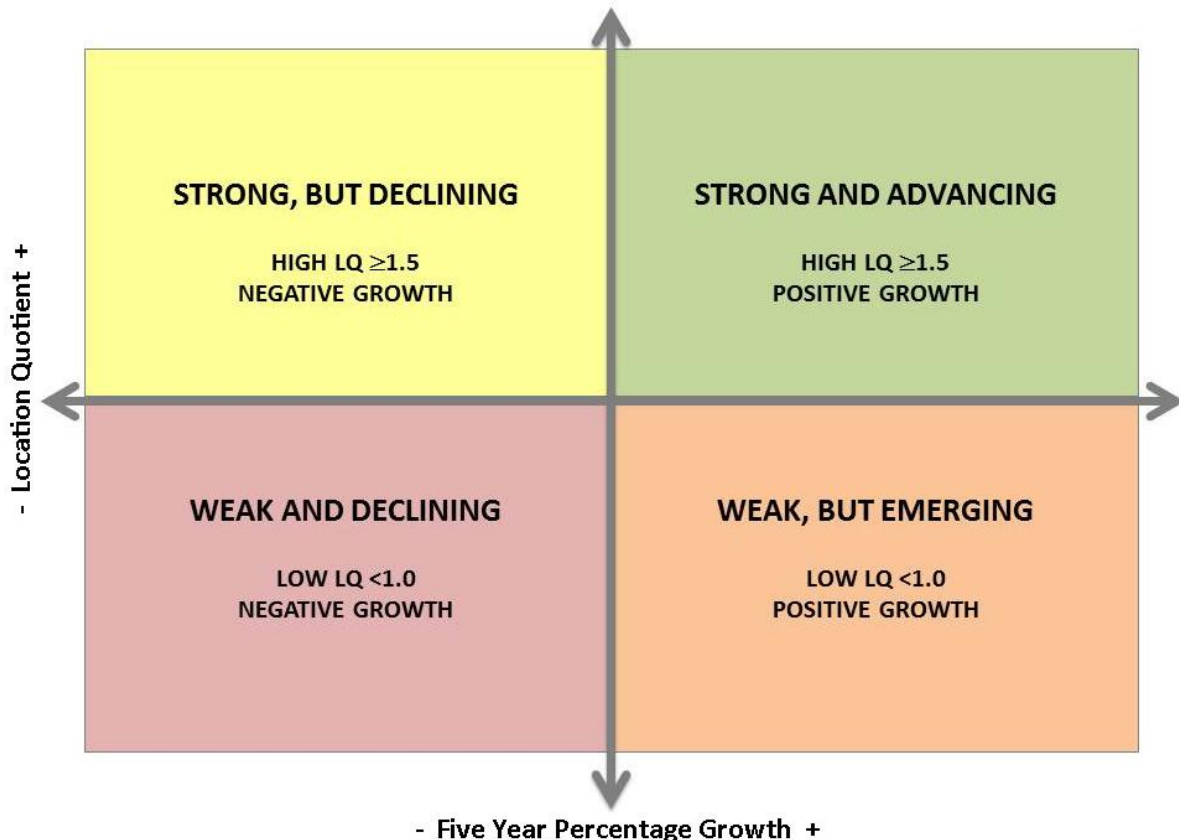 STRONG, BUT DECLINING
HIGH LQ ≥1.5
NEGATIVE GROWTH
STRONG AND ADVANCING
HIGH LQ ≥1.5
POSITIVE GROWTH
- Location Quotient +
WEAK AND DECLINING
LOW LQ <1.0
NEGATIVE GROWTH
WEAK, BUT EMERGING
LOW LQ <1.0
POSITIVE GROWTH
- Five Year Percentage Growth +